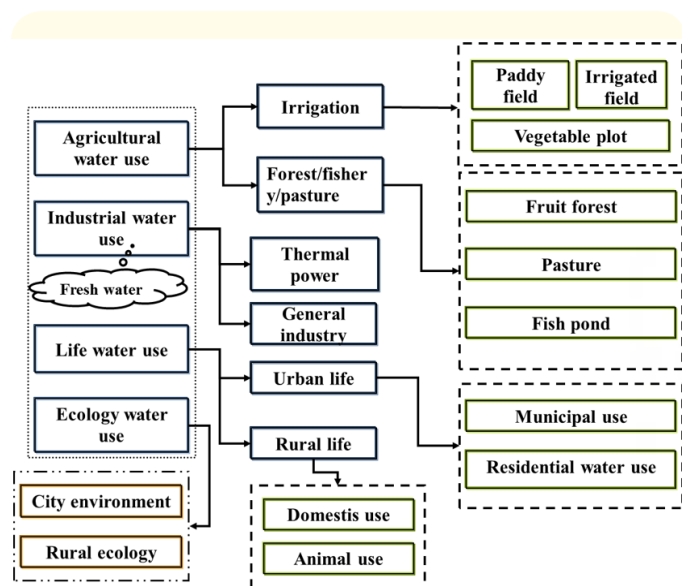 Agricultural
water use
Industrial water
use
Fresh water
Life water use
Ecology water
use
City environment
Rural ecology
Irrigation
Forest/fisher
y/pasture
Thermal
power
General
industry
Urban life
Rural life
Domestis use
Animal use
Paddy
field
Irrigated
field
Vegetable plot
Fruit forest
Pasture
Fish pond
Municipal use
Residential water use